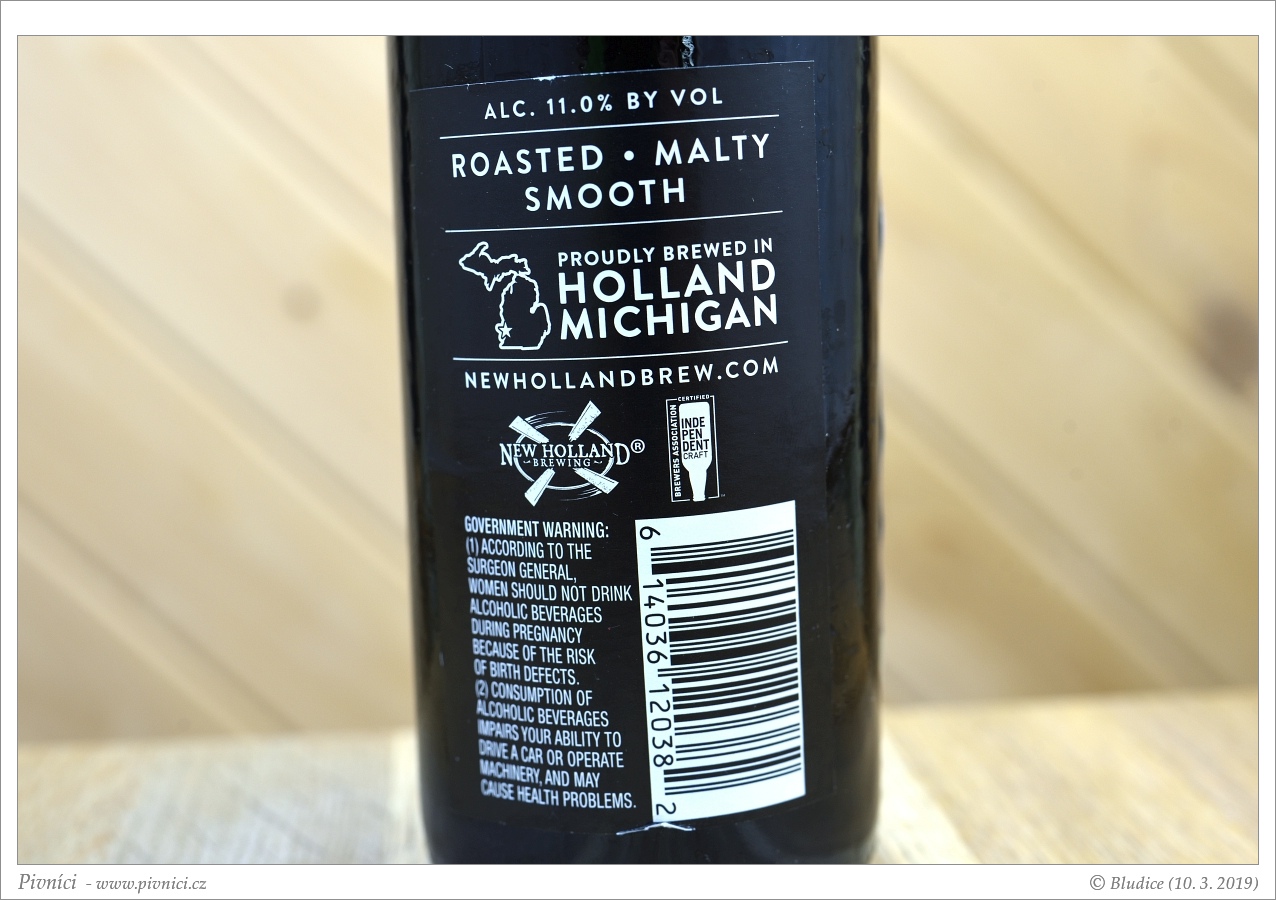 ALC. 11.0% BY VOL
ROASTED • MALTY
SMOOTH
PROUDLY BREWED IN
HOLLAND
MICHIGAN
NEWHOLLANDBREW.COM
NEW HOLLAND®
BREWING
CERTIFIED
BREWERS ASSOCIATION
INDE
PEN
DENT
CRAFT
GOVERNMENT WARNING:
(1) ACCORDING TO THE
SURGEON GENERAL,
WOMEN SHOULD NOT DRINK
ALCOHOLIC BEVERAGES
DURING PREGNANCY
BECAUSE OF THE RISK
OF BIRTH DEFECTS.
(2) CONSUMPTION OF
ALCOHOLIC BEVERAGES
IMPAIRS YOUR ABILITY TO
DRIVE A CAR OR OPERATE
MACHINERY, AND MAY
CAUSE HEALTH PROBLEMS.
6 14036 12038 2
Pivníci - www.pivnici.cz
© Bludice (10. 3. 2019)